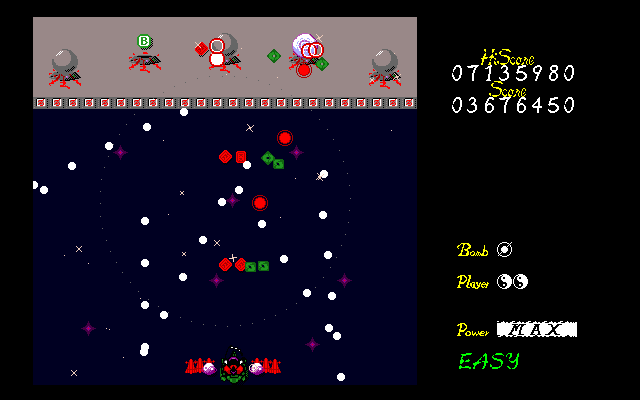 B
HiScore
07135980
Score
03676450
Bomb
Player
Power MAX
EASY